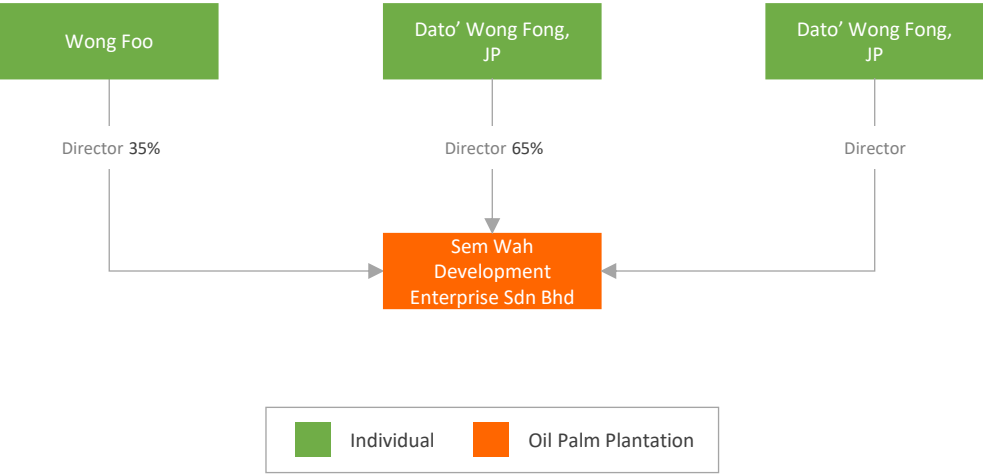 Wong Foo
Dato’ Wong Fong,
JP
Dato’ Wong Fong,
JP
Director 35%
Director 65%
Director
Sem Wah
Development
Enterprise Sdn Bhd
Individual
Oil Palm Plantation